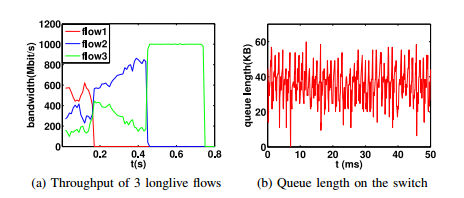 1200
1000
800
600
400
200
0
bandwidth(Mbit/s)
flow1
flow2
flow3
0.2 0.4 0.6 0.8
t(s)
(a) Throughput of 3 longlive flows
60
40
20
0
queue length(KB)
0 10 20 30 40 50
t (ms)
(b) Queue length on the switch